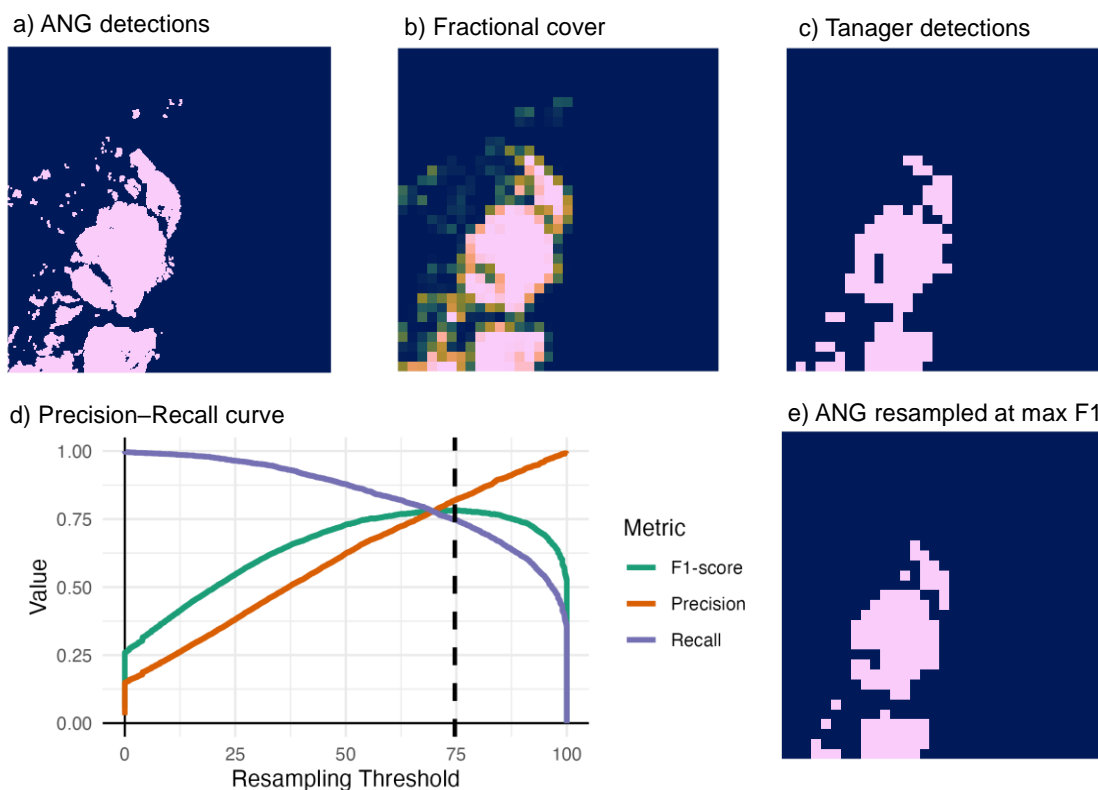 a) ANG detections
b) Fractional cover
c) Tanager detections
d) Precision–Recall curve
e) ANG resampled at max F1
1.00
0.75
0.50
0.25
0.00
Value
0
25
50
75
100
Resampling Threshold
Metric
F1-score
Precision
Recall